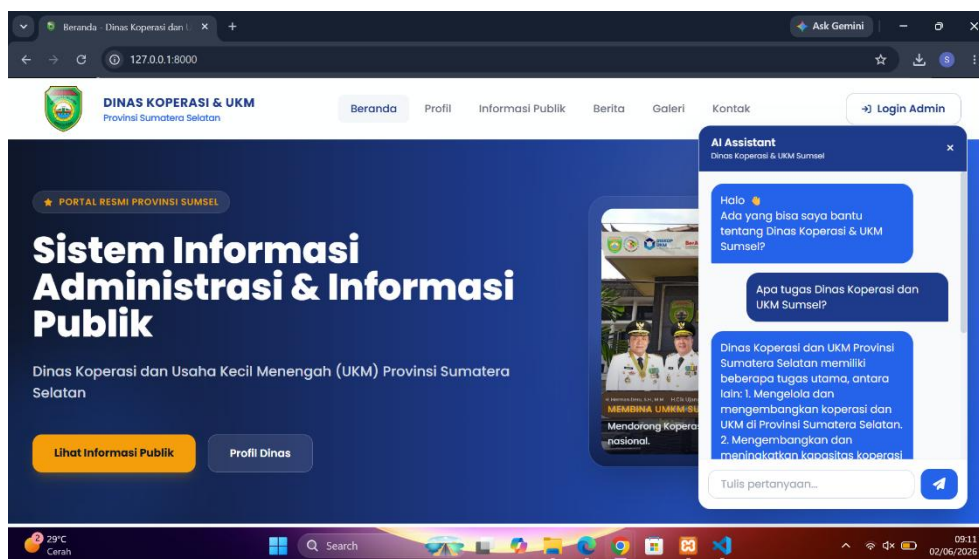 Beranda - Dinas Koperasi dan U
Ask Gemini
127.0.0.1:8000
S
DINAS KOPERASI & UKM
Provinsi Sumatera Selatan
Beranda Profil Informasi Publik Berita Galeri Kontak
Login Admin
PORTAL RESMI PROVINSI SUMSEL
Sistem Informasi
Administrasi & Informasi
Publik
Dinas Koperasi dan Usaha Kecil Menengah (UKM) Provinsi Sumatera
Selatan
Lihat Informasi Publik
Profil Dinas
MEMBINA UMKM SU
Mendorong Kopera
nasional.
AI Assistant
Dinas Koperasi & UKM Sumsel
Halo 👋
Ada yang bisa saya bantu
tentang Dinas Koperasi & UKM
Sumsel?
Apa tugas Dinas Koperasi dan
UKM Sumsel?
Dinas Koperasi dan UKM Provinsi
Sumatera Selatan memiliki
beberapa tugas utama, antara
lain: 1. Mengelola dan
mengembangkan koperasi dan
UKM di Provinsi Sumatera Selatan.
2. Mengembangkan dan
meningkatkan kapasitas koperasi
Tulis pertanyaan...
2
29°C
Cerah
Search
09:11
02/06/2026